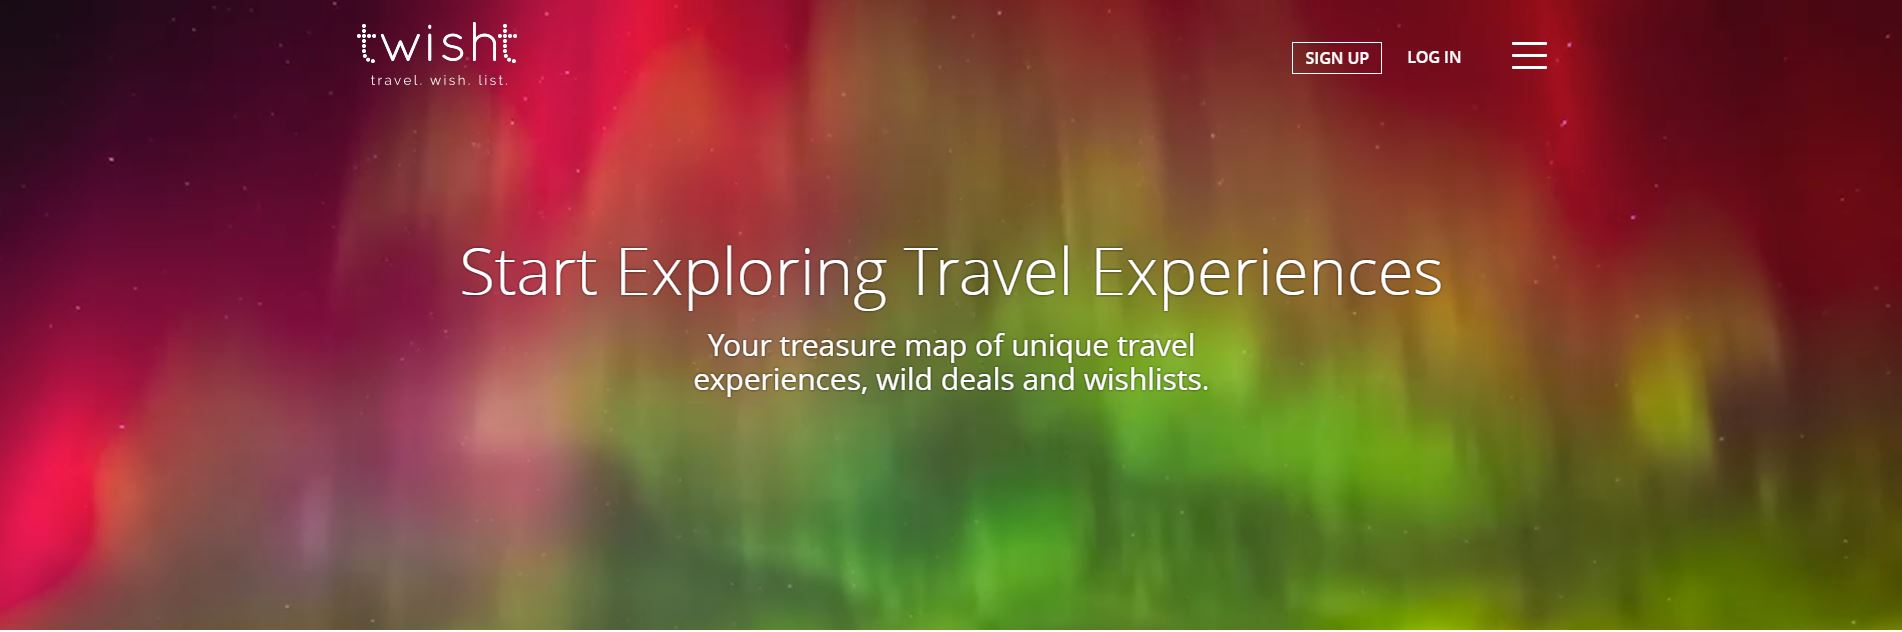 twisht
travel. wish. list.
SIGN UP
LOG IN
Start Exploring Travel Experiences
Your treasure map of unique travel
experiences, wild deals and wishlists.